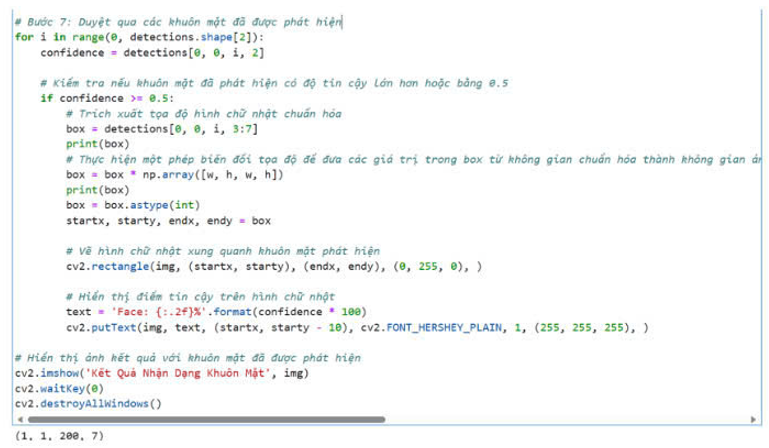 # Bước 7: Duyệt qua các khuôn mặt đã được phát hiện
for i in range(0, detections.shape[2]):
    confidence = detections[0, 0, i, 2]
    # Kiểm tra nếu khuôn mặt đã phát hiện có độ tin cậy lớn hơn hoặc bằng 0.5
    if confidence >= 0.5:
        # Trích xuất tọa độ hình chữ nhật chuẩn hóa
        box = detections[0, 0, i, 3:7]
        print(box)
        # Thực hiện một phép biến đổi tọa độ để đưa các giá trị trong box từ không gian chuẩn hóa thành không gian
        box = box * np.array([w, h, w, h])
        print(box)
        box = box.astype(int)
        startx, starty, endx, endy = box
        # Vẽ hình chữ nhật xung quanh khuôn mặt phát hiện
        cv2.rectangle(img, (startx, starty), (endx, endy), (0, 255, 0), )
        # Hiển thị điểm tin cậy trên hình chữ nhật
        text = 'Face: {:.2f}%'.format(confidence * 100)
        cv2.putText(img, text, (startx, starty - 10), cv2.FONT_HERSHEY_PLAIN, 1, (255, 255, 255), )
# Hiển thị ảnh kết quả với khuôn mặt đã được phát hiện
cv2.imshow('Kết Quả Nhận Dạng Khuôn Mặt', img)
cv2.waitKey(0)
cv2.destroyAllWindows()
(1, 1, 200, 7)